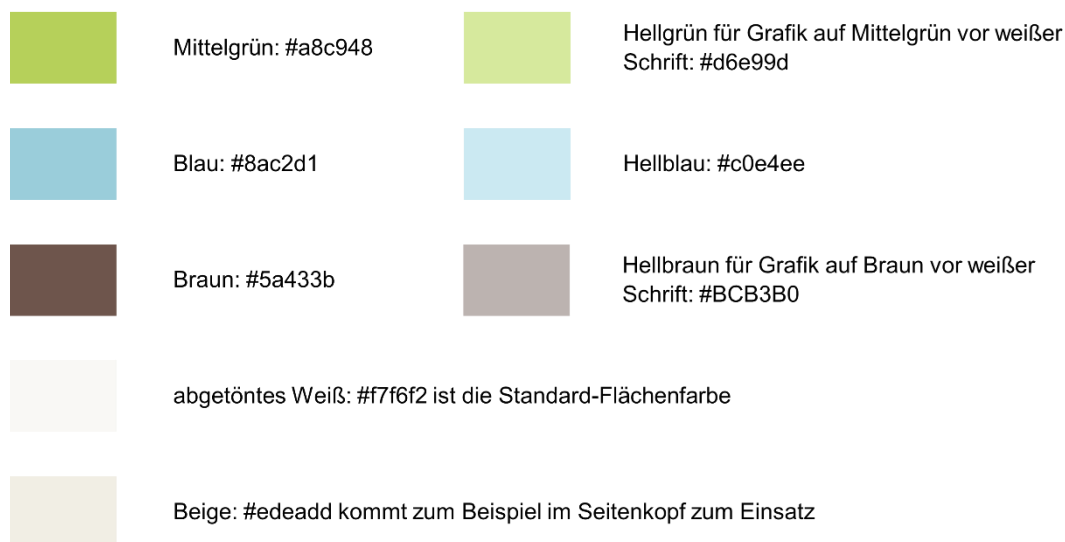 Mittelgrün: #a8c948
Hellgrün für Grafik auf Mittelgrün vor weißer
Schrift: #d6e99d
Blau: #8ac2d1
Hellblau: #c0e4ee
Braun: #5a433b
Hellbraun für Grafik auf Braun vor weißer
Schrift: #BCB3B0
abgetöntes Weiß: #f7f6f2 ist die Standard-Flächenfarbe
Beige: #edeadd kommt zum Beispiel im Seitenkopf zum Einsatz